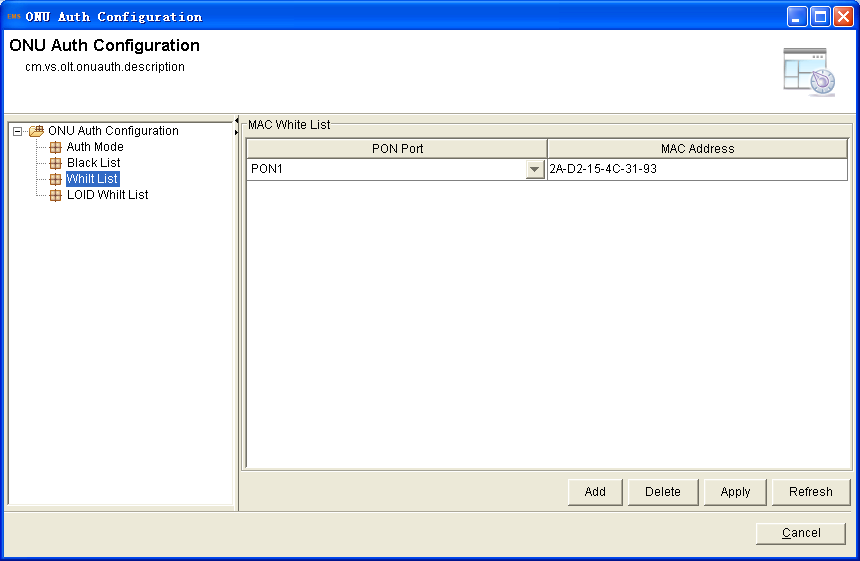 EMS ONU Auth Configuration
ONU Auth Configuration
cm.vs.olt.onuauth.description
ONU Auth Configuration
Auth Mode
Black List
Whilt List
LOID Whilt List
MAC White List
PON Port MAC Address
PON1 2A-D2-15-4C-31-93
Add Delete Apply Refresh
Cancel